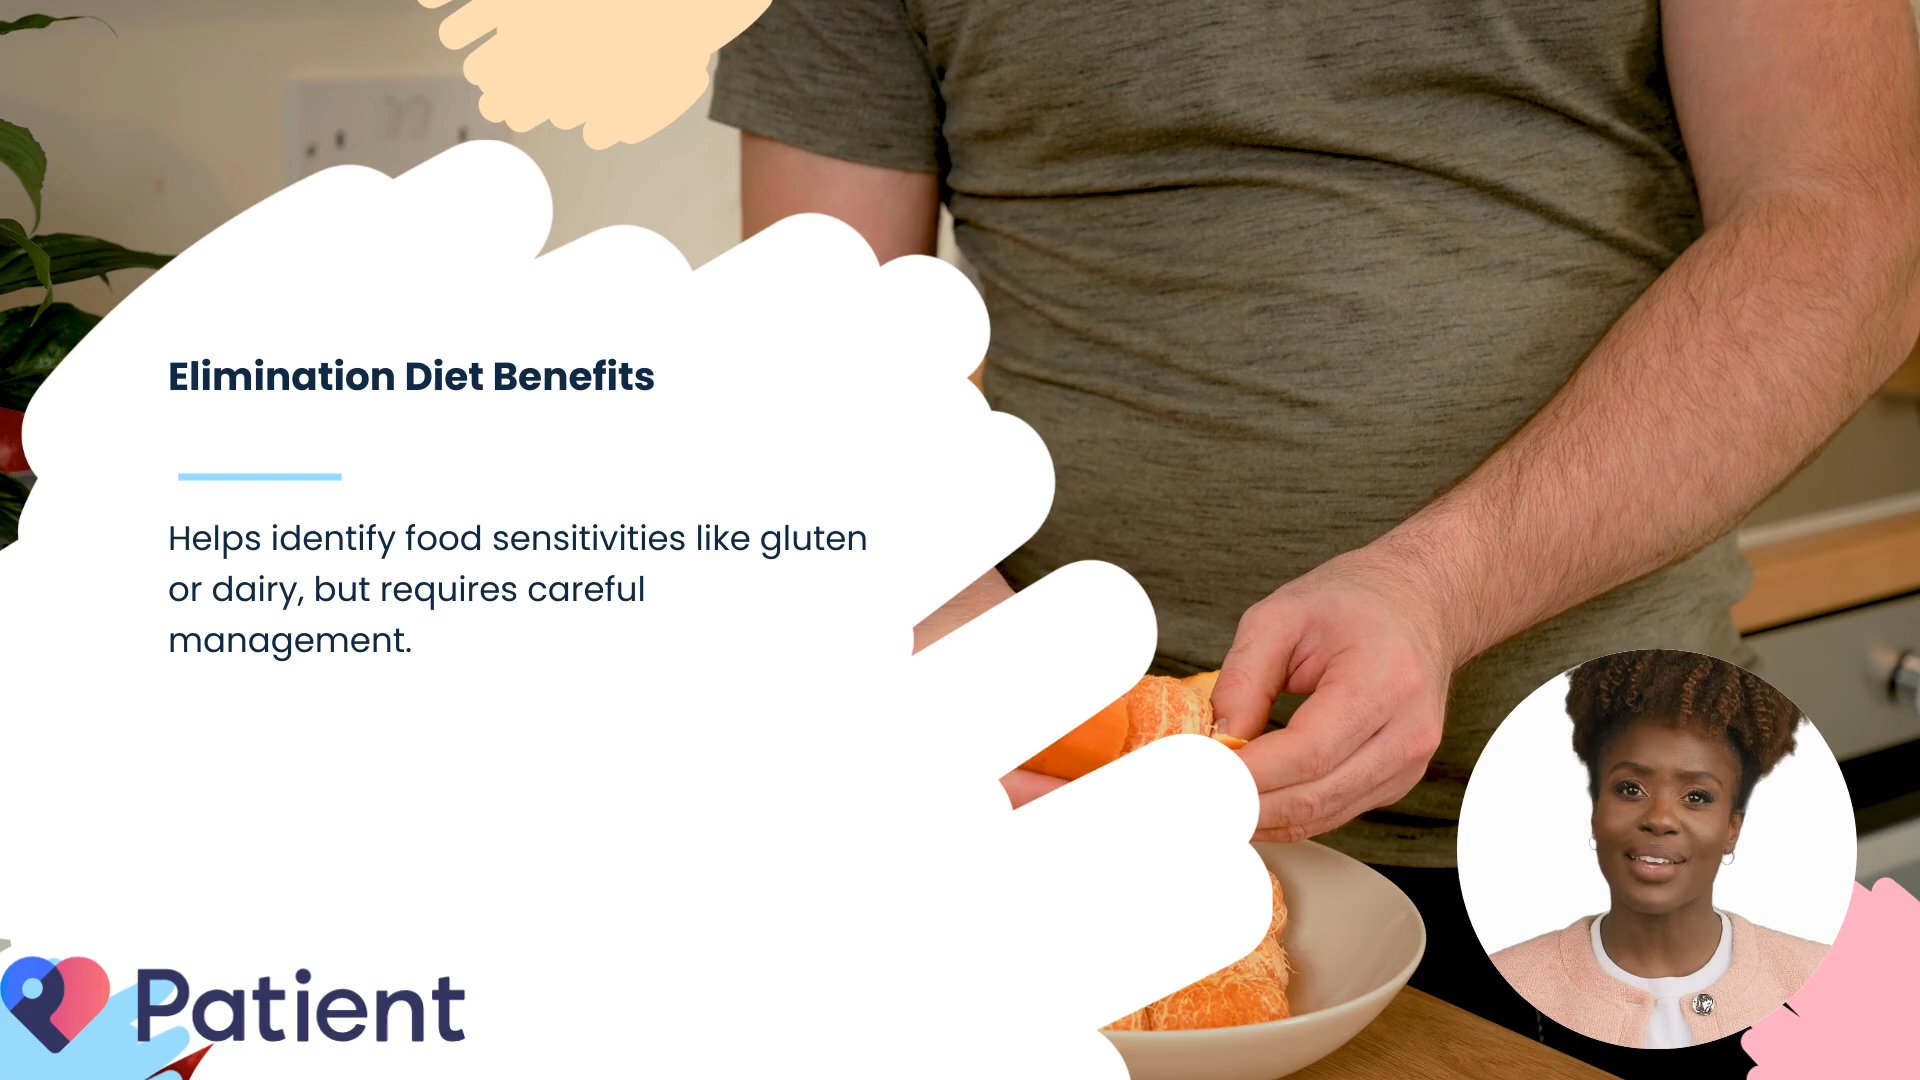 Elimination Diet Benefits
Helps identify food sensitivities like gluten
or dairy, but requires careful
management.
Patient